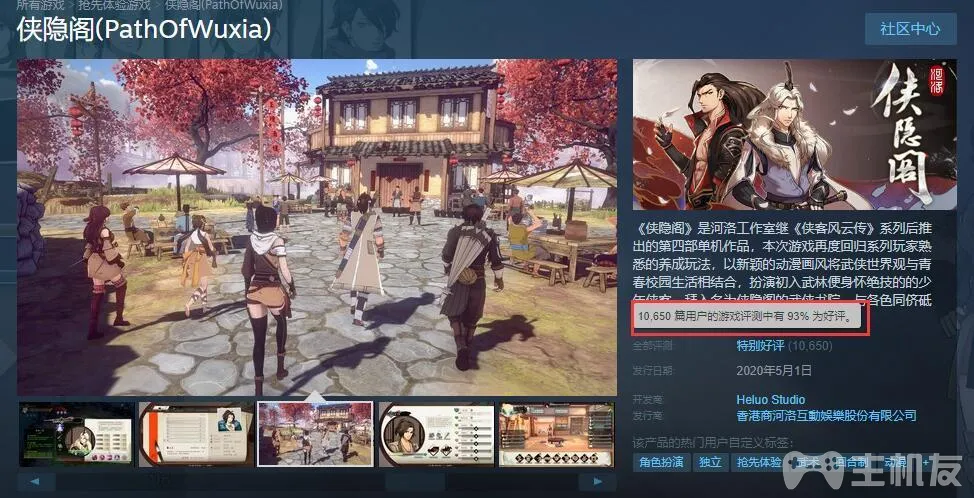 所有游戏 > 抢先体验游戏 > 侠隐阁(PathOfWuxia)
侠隐阁(PathOfWuxia)
社区中心
河洛
侠隐阁
《侠隐阁》是河洛工作室继《侠客风云传》系列后推
出的第四部单机作品，本次游戏再度回归系列玩家熟
悉的养成玩法，以新颖的动漫画风将武侠世界观与青
春校园生活相结合，扮演初入武林便身怀绝技的的少
10,650 篇用户的游戏评测中有 93% 为好评。
全部评测:
特别好评 (10,650)
发行日期:
2020年5月1日
开发商
Heluo Studio
发行商
香港商河洛互動娛樂股份有限公司
该产品的热门用户自定义标签:
角色扮演 独立 抢先体验 武术 回合制 动漫 +
主机友